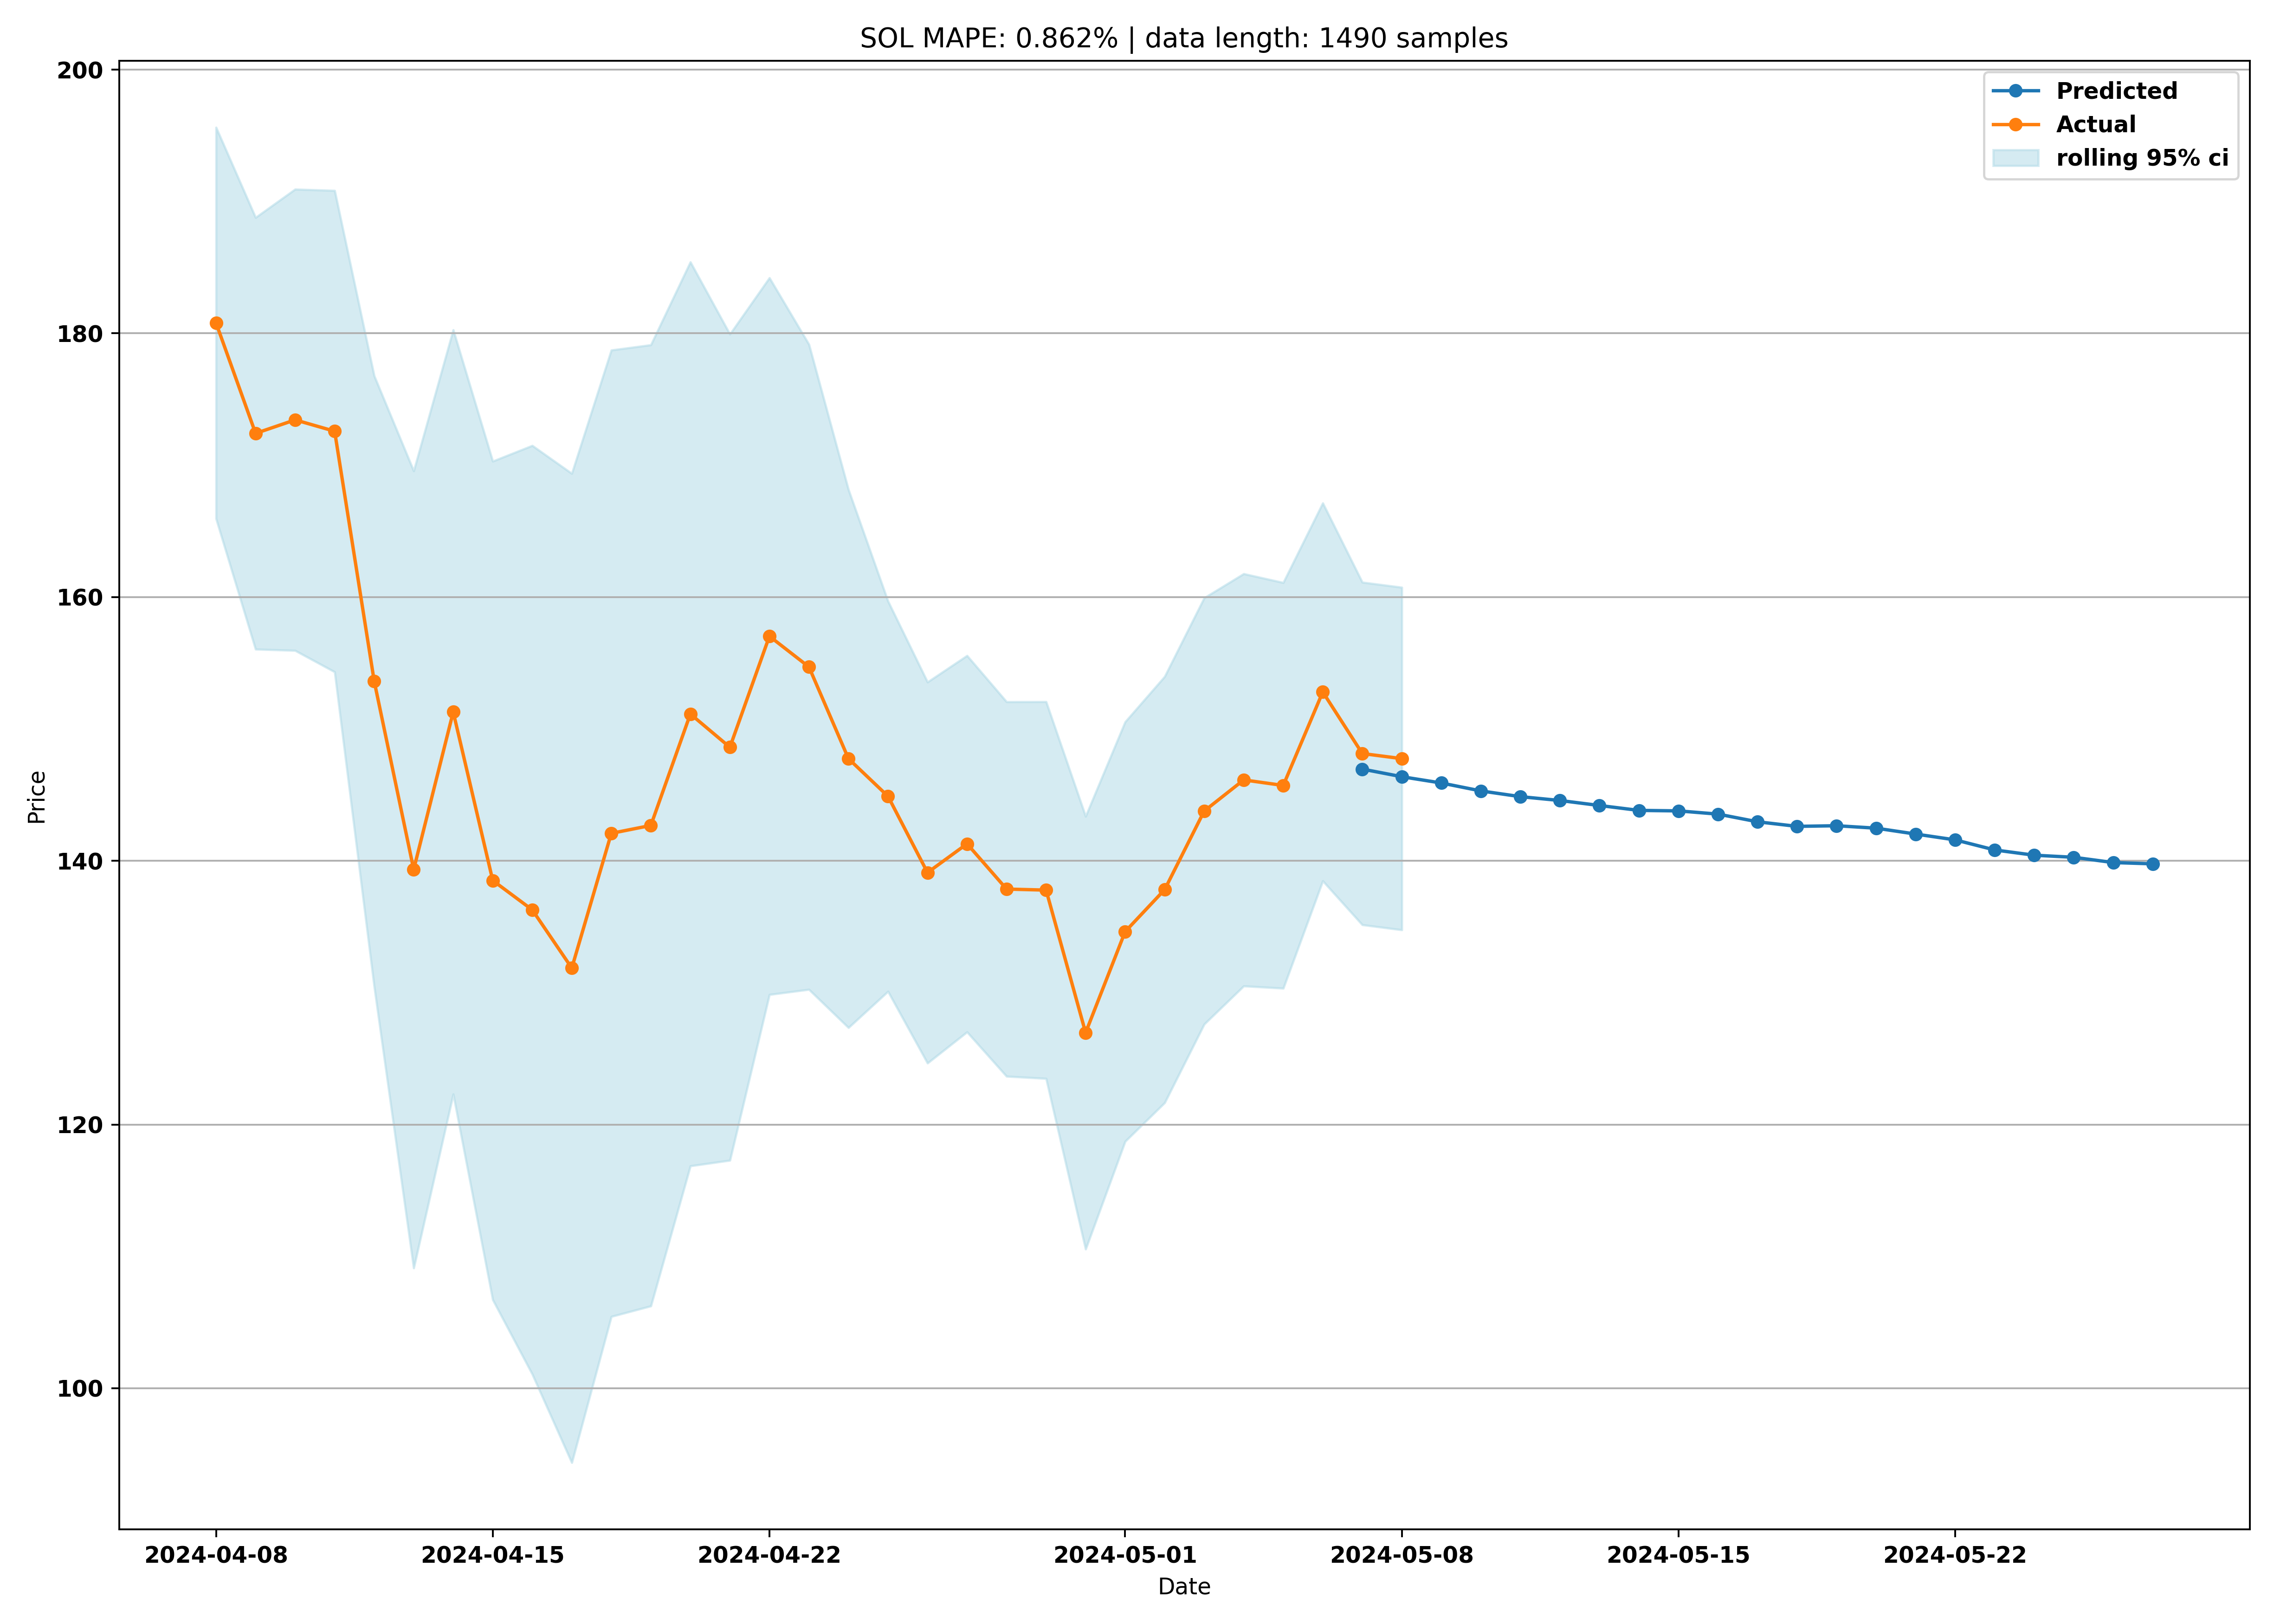 SOL MAPE: 0.862% | data length: 1490 samples
Predicted
Actual
rolling 95% ci
200
180
160
140
120
100
Price
2024-04-08
2024-04-15
2024-04-22
2024-05-01
2024-05-08
2024-05-15
2024-05-22
Date